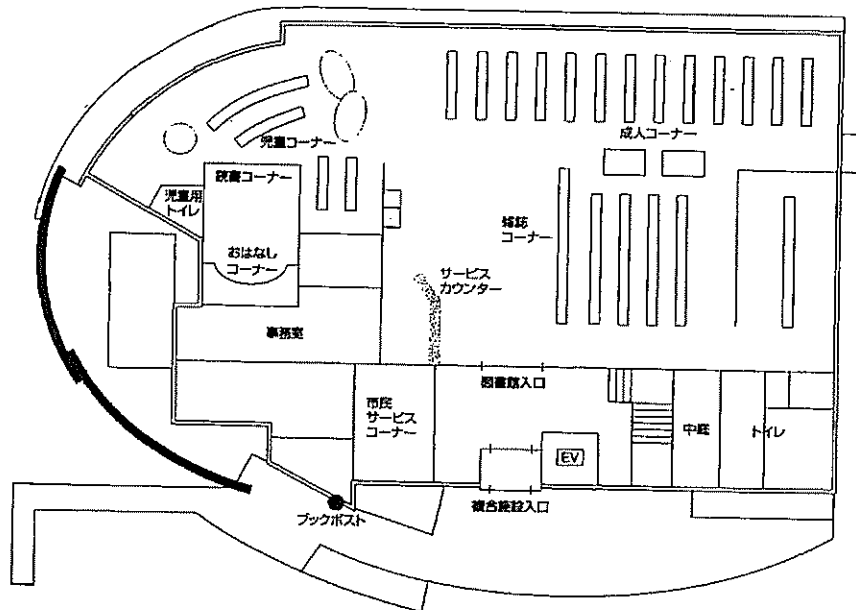 成人コーナー
児童コーナー
読書コーナー
児童用
トイレ
雑誌
コーナー
おはなし
コーナー
サービス
カウンター
事務室
図書館入口
市民
サービス
コーナー
中庭
トイレ
EV
複合施設入口
ブックポスト